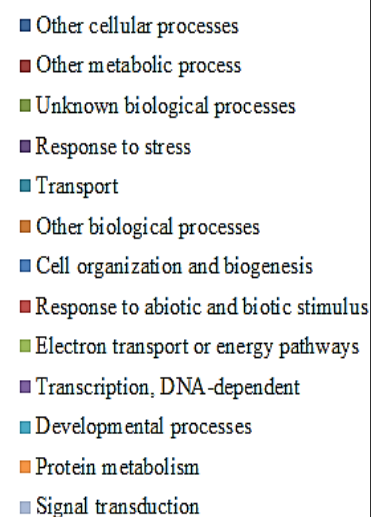 Other cellular processes
Other metabolic process
Unknown biological processes
Response to stress
Transport
Other biological processes
Cell organization and biogenesis
Response to abiotic and biotic stimulus
Electron transport or energy pathways
Transcription, DNA-dependent
Developmental processes
Protein metabolism
Signal transduction